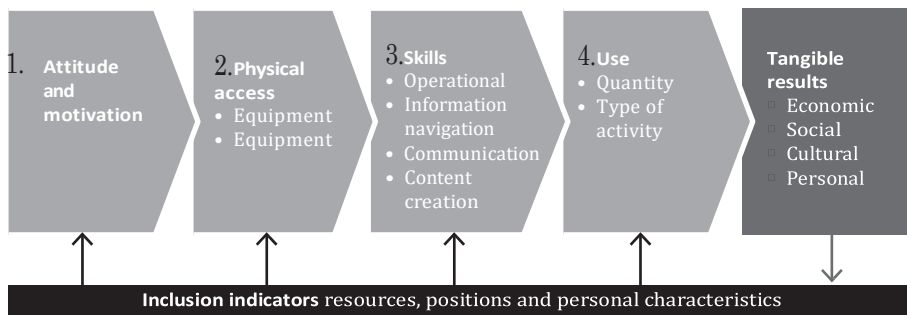 1. Attitude
and
motivation
2.Physical
access
• Equipment
• Equipment
3.Skills
• Operational
• Information
navigation
• Communication
• Content
creation
4.Use
• Quantity
• Type of
activity
Tangible
results
▫ Economic
▫ Social
▫ Cultural
▫ Personal
Inclusion indicators resources, positions and personal characteristics